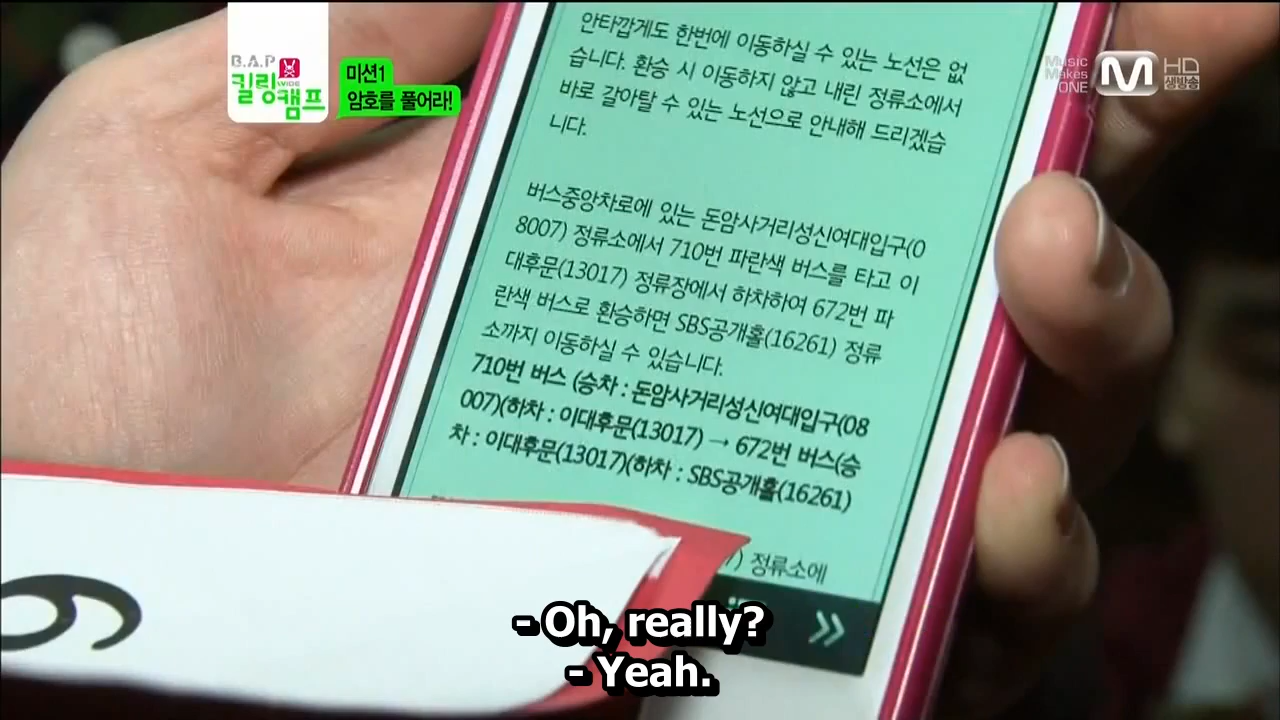 B.A.P
킬링
WIDE
캠프
미션1
암호를 풀어라!
Music
Makes
ONE
M HD
생방송
안타깝게도 한번에 이동하실 수 있는 노선은 없
습니다. 환승 시 이동하지 않고 내린 정류소에서
바로 갈아탈 수 있는 노선으로 안내해 드리겠습
니다.
버스중앙차로에 있는 돈암사거리성신여대입구(0
8007) 정류소에서 710번 파란색 버스를 타고 이
대후문(13017) 정류장에서 하차하여 672번 파
란색 버스로 환승하면 SBS공개홀(16261) 정류
소까지 이동하실 수 있습니다.
710번 버스 (승차 : 돈암사거리성신여대입구(08
007)(하차 : 이대후문(13017) → 672번 버스(승
차 : 이대후문(13017)(하차 : SBS공개홀(16261)
7) 정류소에
6
- Oh, really?
- Yeah.